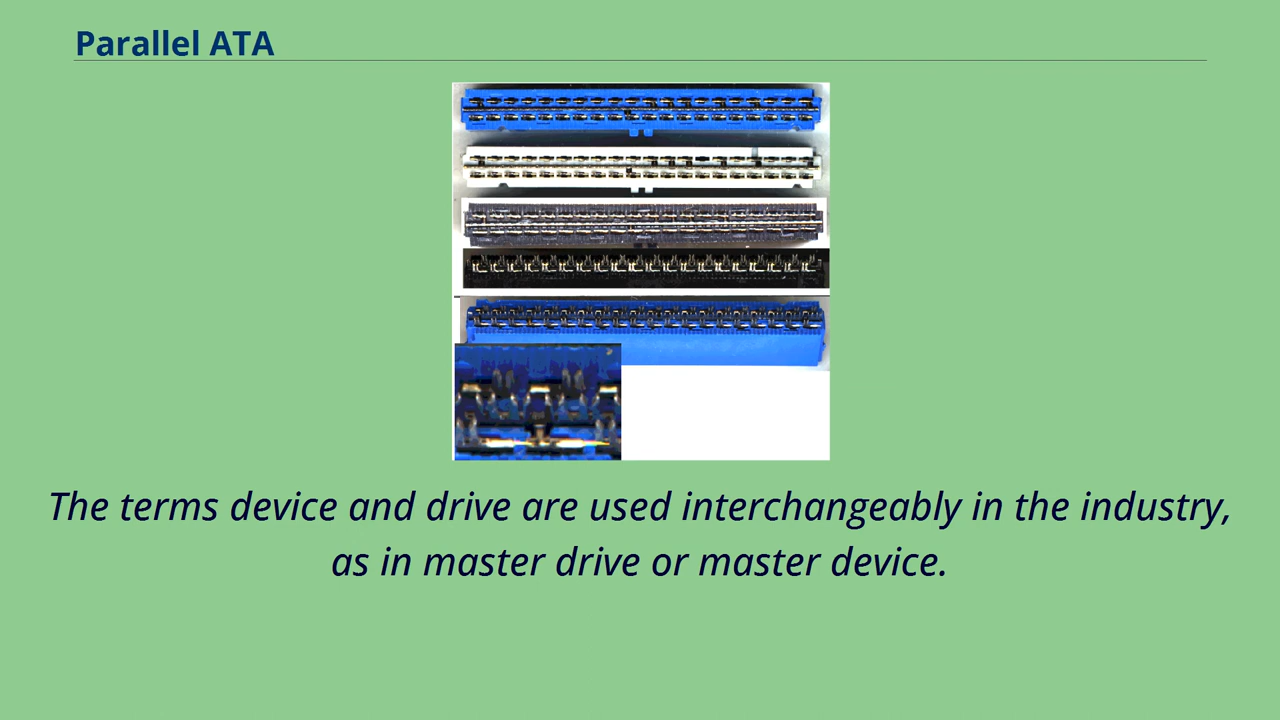 Parallel ATA
The terms device and drive are used interchangeably in the industry,
as in master drive or master device.